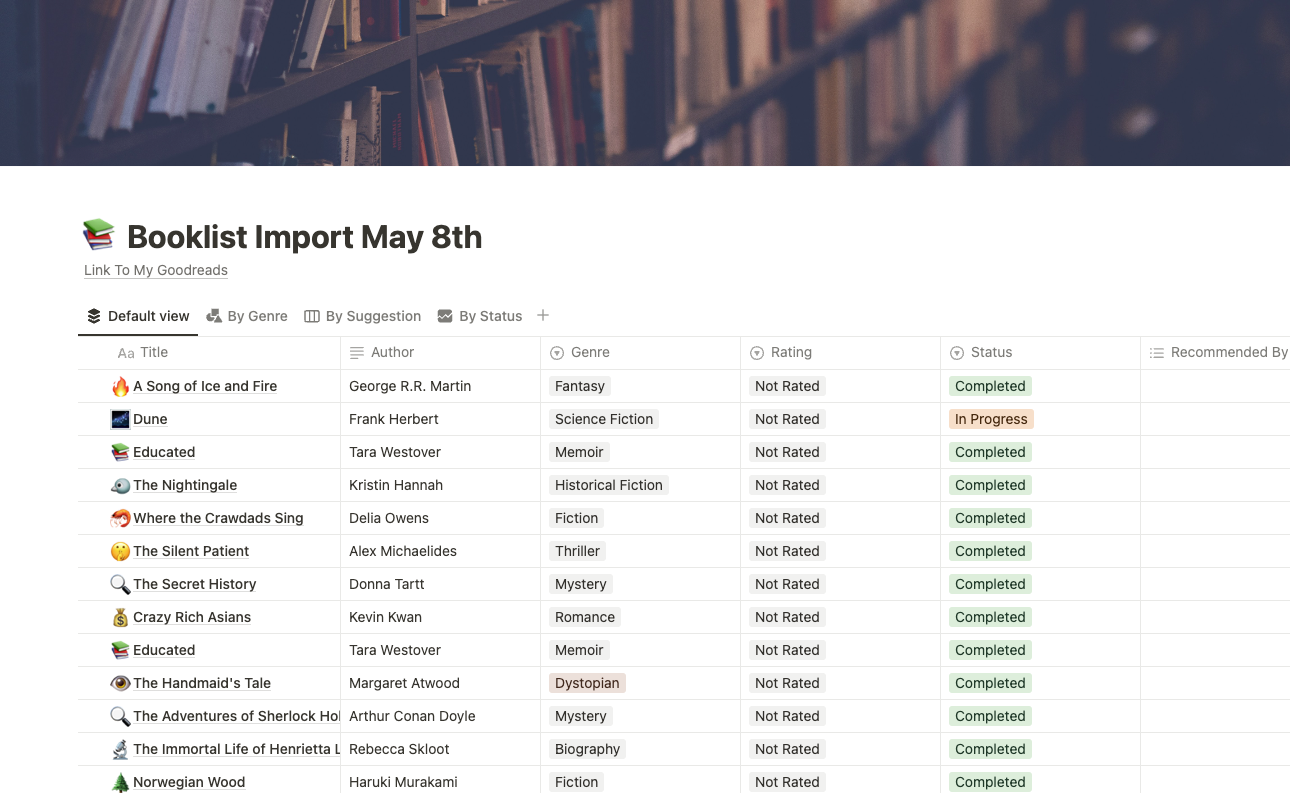 Booklist Import May 8th
Link To My Goodreads
Default view By Genre By Suggestion By Status
Aa Title Author Genre Rating Status Recommended By
A Song of Ice and Fire George R.R. Martin Fantasy Not Rated Completed
Dune Frank Herbert Science Fiction Not Rated In Progress
Educated Tara Westover Memoir Not Rated Completed
The Nightingale Kristin Hannah Historical Fiction Not Rated Completed
Where the Crawdads Sing Delia Owens Fiction Not Rated Completed
The Silent Patient Alex Michaelides Thriller Not Rated Completed
The Secret History Donna Tartt Mystery Not Rated Completed
Crazy Rich Asians Kevin Kwan Romance Not Rated Completed
Educated Tara Westover Memoir Not Rated Completed
The Handmaid's Tale Margaret Atwood Dystopian Not Rated Completed
The Adventures of Sherlock Hol Arthur Conan Doyle Mystery Not Rated Completed
The Immortal Life of Henrietta L Rebecca Skloot Biography Not Rated Completed
Norwegian Wood Haruki Murakami Fiction Not Rated Completed